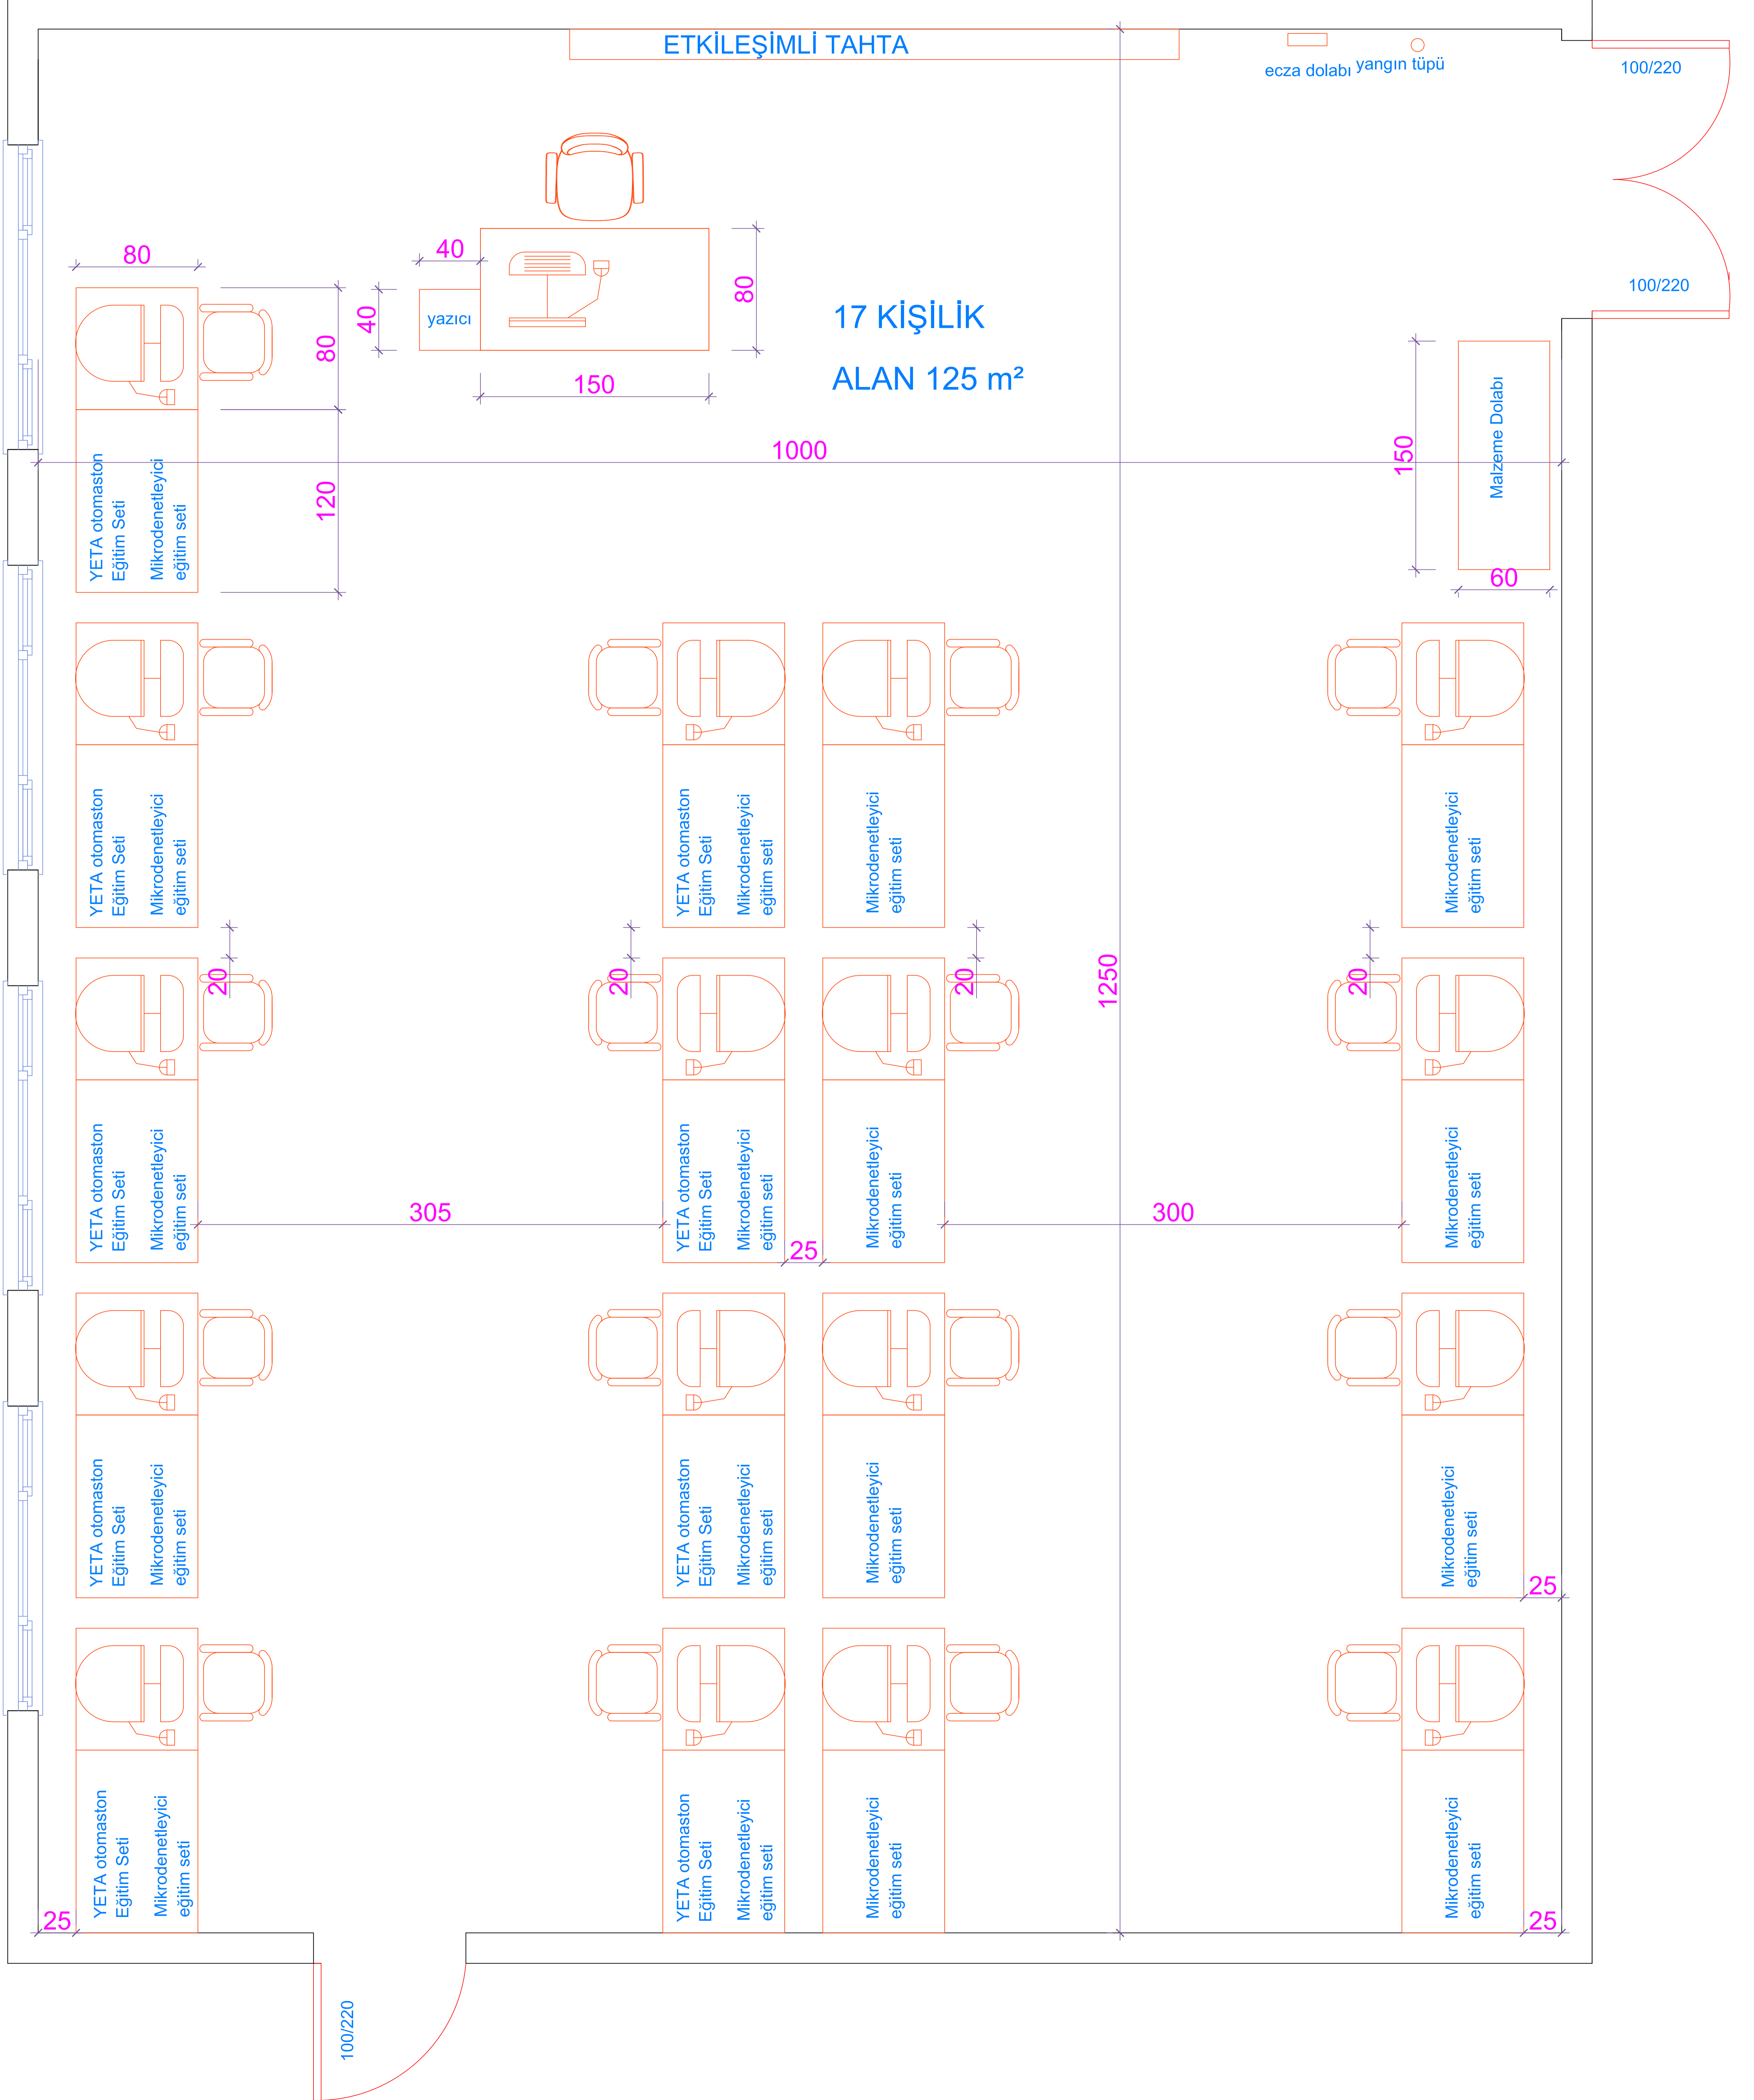 ETKİLEŞİMLİ TAHTA
ecza dolabı
yangın tüpü
100/220
100/220
80
40
40
yazıcı
80
150
17 KİŞİLİK
ALAN 125 m²
80
120
1000
150
Malzeme Dolabı
60
YETA otomaston
Eğitim Seti
Mikrodenetleyici
eğitim seti
YETA otomaston
Eğitim Seti
Mikrodenetleyici
eğitim seti
YETA otomaston
Eğitim Seti
Mikrodenetleyici
eğitim seti
Mikrodenetleyici
eğitim seti
Mikrodenetleyici
eğitim seti
20
20
20
1250
20
YETA otomaston
Eğitim Seti
Mikrodenetleyici
eğitim seti
YETA otomaston
Eğitim Seti
Mikrodenetleyici
eğitim seti
Mikrodenetleyici
eğitim seti
Mikrodenetleyici
eğitim seti
305
25
300
YETA otomaston
Eğitim Seti
Mikrodenetleyici
eğitim seti
YETA otomaston
Eğitim Seti
Mikrodenetleyici
eğitim seti
Mikrodenetleyici
eğitim seti
Mikrodenetleyici
eğitim seti
25
YETA otomaston
Eğitim Seti
Mikrodenetleyici
eğitim seti
YETA otomaston
Eğitim Seti
Mikrodenetleyici
eğitim seti
Mikrodenetleyici
eğitim seti
Mikrodenetleyici
eğitim seti
25
25
100/220